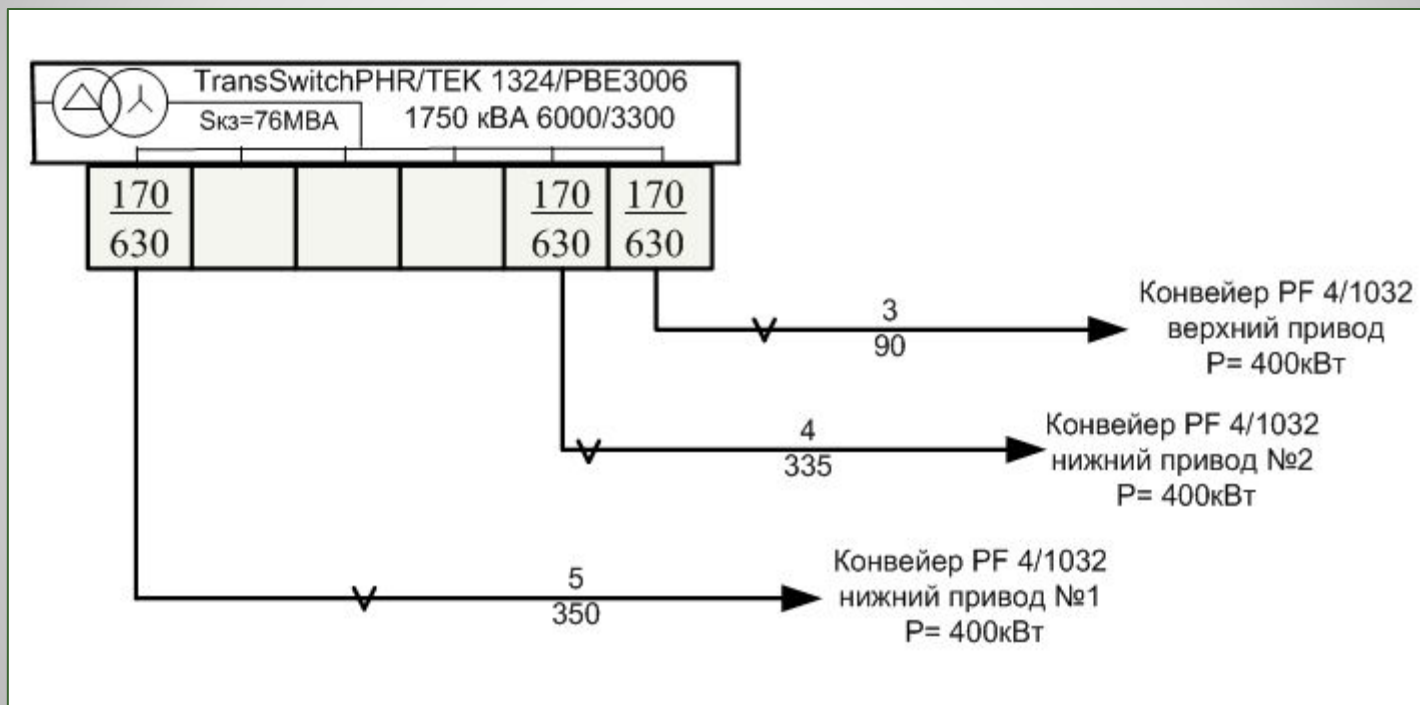 TransSwitchPHR/TEK 1324/PBE3006
Sкз=76МВА 1750 кВА 6000/3300
170 170 170
630 630 630
3
90
Конвейер PF 4/1032
верхний привод
Р= 400кВт
4
335
Конвейер PF 4/1032
нижний привод №2
Р= 400кВт
5
350
Конвейер PF 4/1032
нижний привод №1
Р= 400кВт